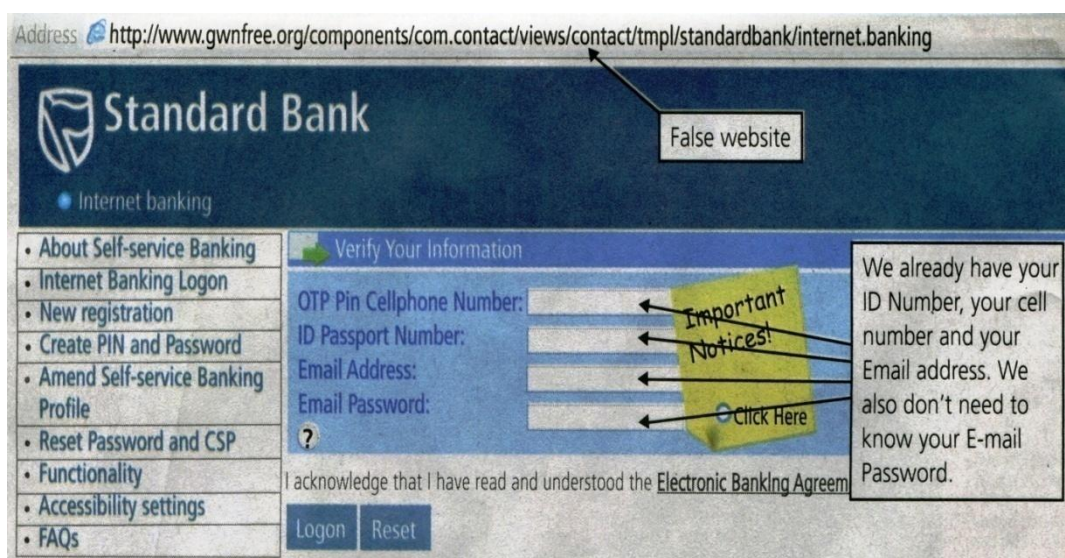 Address http://www.gwnfree.org/components/com.contact/views/contact/tmpl/standardbank/internet.banking
False website
Standard Bank
Internet banking
• About Self-service Banking
• Internet Banking Logon
• New registration
• Create PIN and Password
• Amend Self-service Banking
Profile
• Reset Password and CSP
• Functionality
• Accessibility settings
• FAQs
Verify Your Information
OTP Pin Cellphone Number:
ID Passport Number:
Email Address:
Email Password:
?
Important
Notices!
Click Here
We already have your
ID Number, your cell
number and your
Email address. We
also don't need to
know your E-mail
Password.
I acknowledge that I have read and understood the Electronic Banking Agreem
Logon
Reset